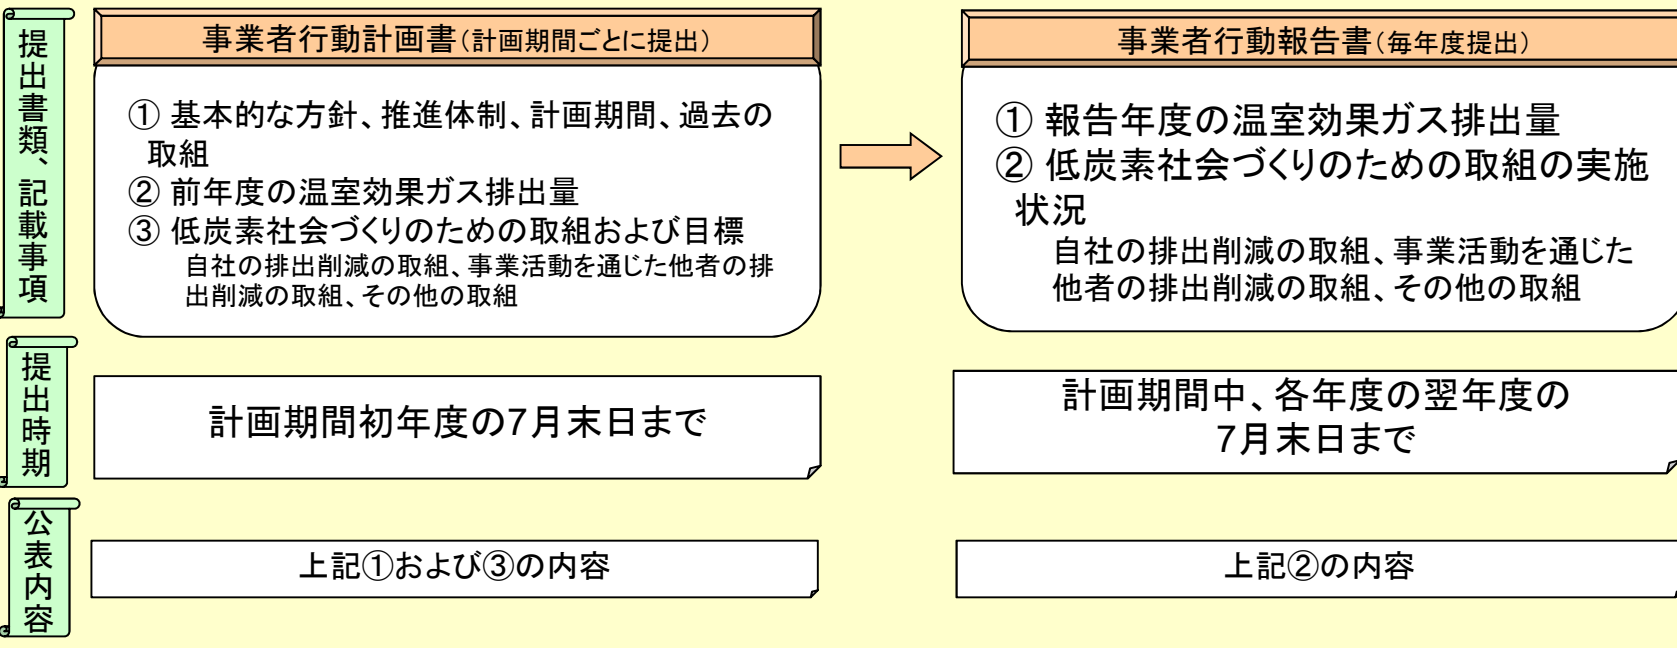 提出書類、記載事項
事業者行動計画書（計画期間ごとに提出）
① 基本的な方針、推進体制、計画期間、過去の
取組
② 前年度の温室効果ガス排出量
③ 低炭素社会づくりのための取組および目標
自社の排出削減の取組、事業活動を通じた他者の排
出削減の取組、その他の取組
事業者行動報告書（毎年度提出）
① 報告年度の温室効果ガス排出量
② 低炭素社会づくりのための取組の実施
状況
自社の排出削減の取組、事業活動を通じた
他者の排出削減の取組、その他の取組
提出時期
計画期間初年度の7月末日まで
計画期間中、各年度の翌年度の
7月末日まで
公表内容
上記①および③の内容
上記②の内容